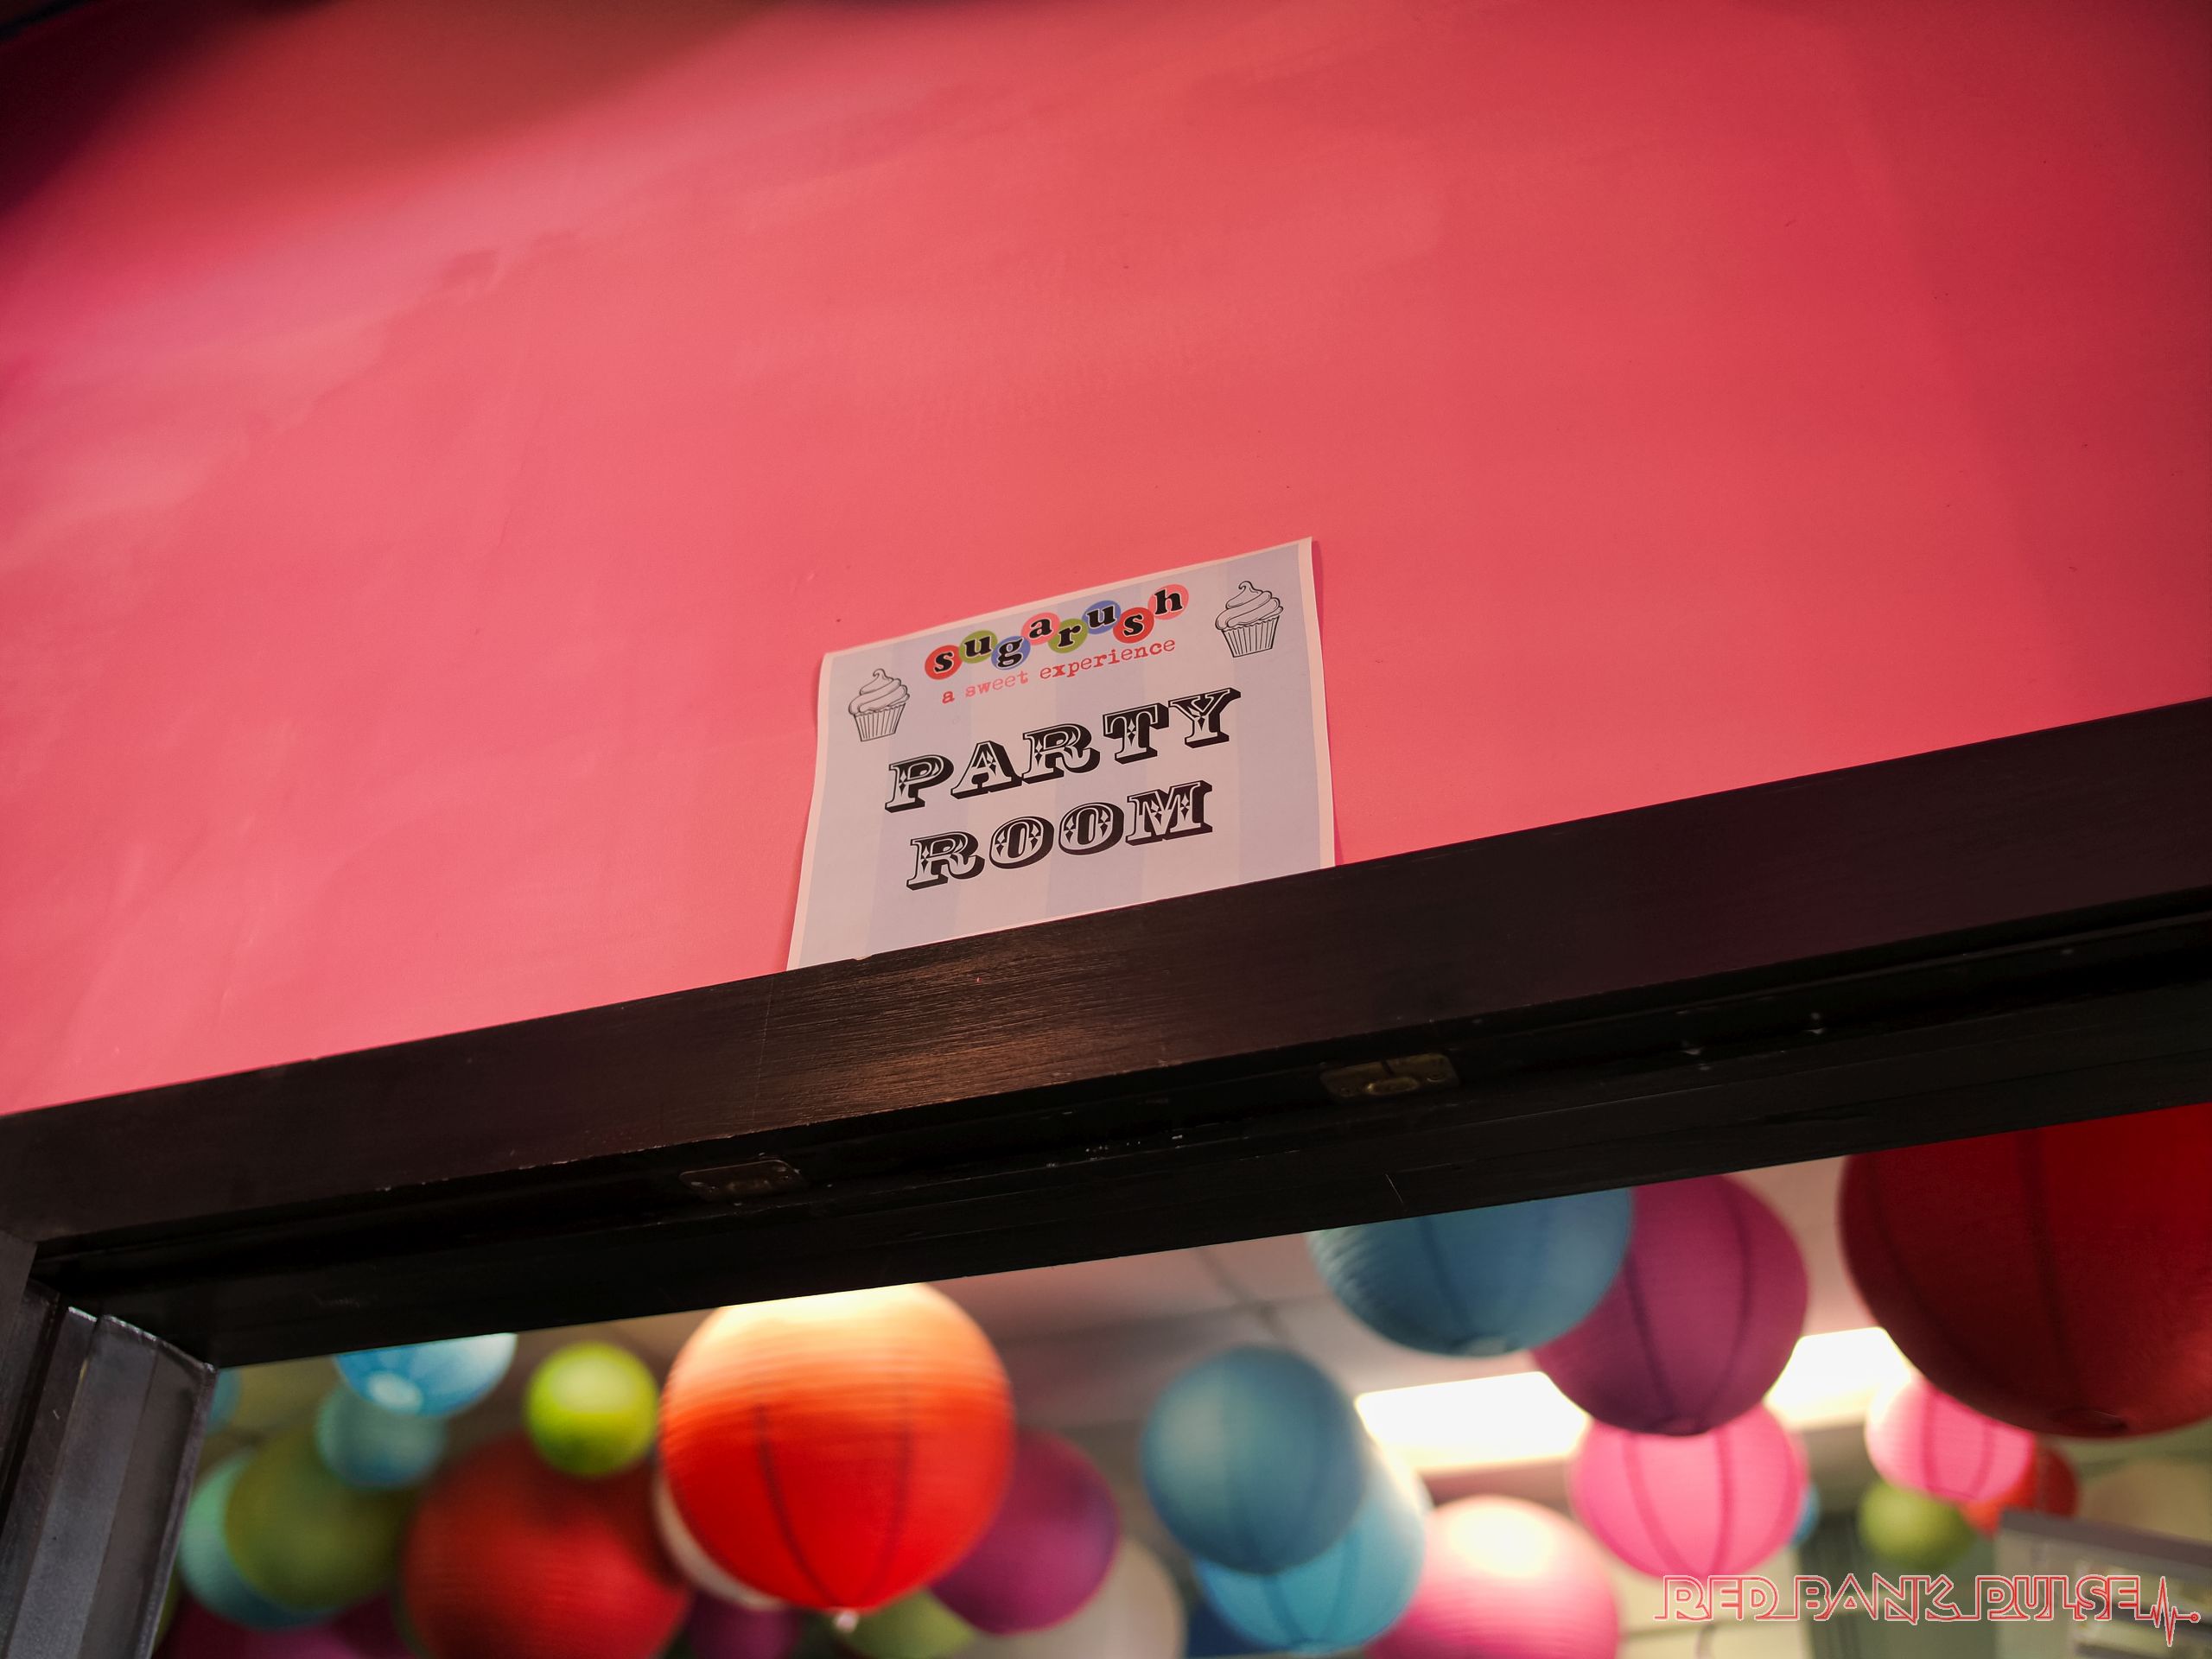 sugarush
a sweet experience
PARTY
ROOM
RED BANK PULSE